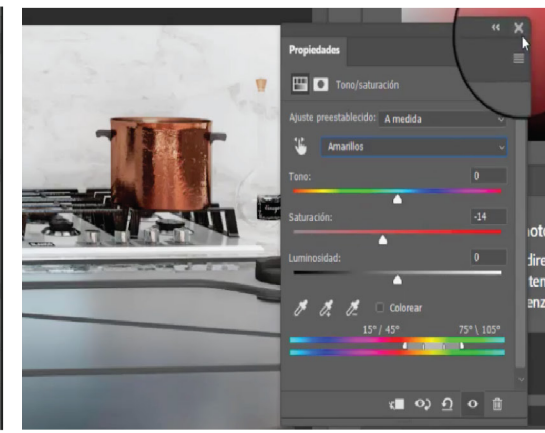 Propiedades
Tono/saturación
Ajuste preestablecido: A medida
Amarillos
Tono: 0
Saturación: -14
Luminosidad: 0
Colorear
15° / 45° 75° \ 105°